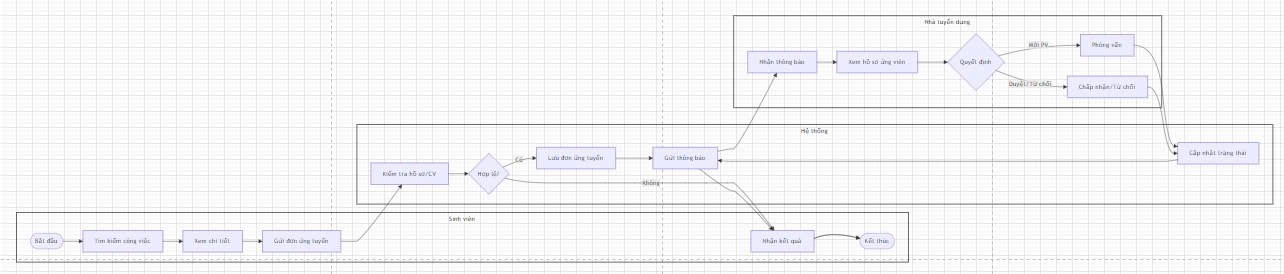 Nhà tuyển dụng
Nhận thông báo
Xem hồ sơ ứng viên
Quyết định
Mời PV
Phỏng vấn
Duyệt/Từ chối
Chấp nhận/Từ chối
Hệ thống
Kiểm tra hồ sơ/CV
Hợp lệ?
Có
Lưu đơn ứng tuyển
Gửi thông báo
Không
Cập nhật trạng thái
Sinh viên
Bắt đầu
Tìm kiếm công việc
Xem chi tiết
Gửi đơn ứng tuyển
Nhận kết quả
Kết thúc